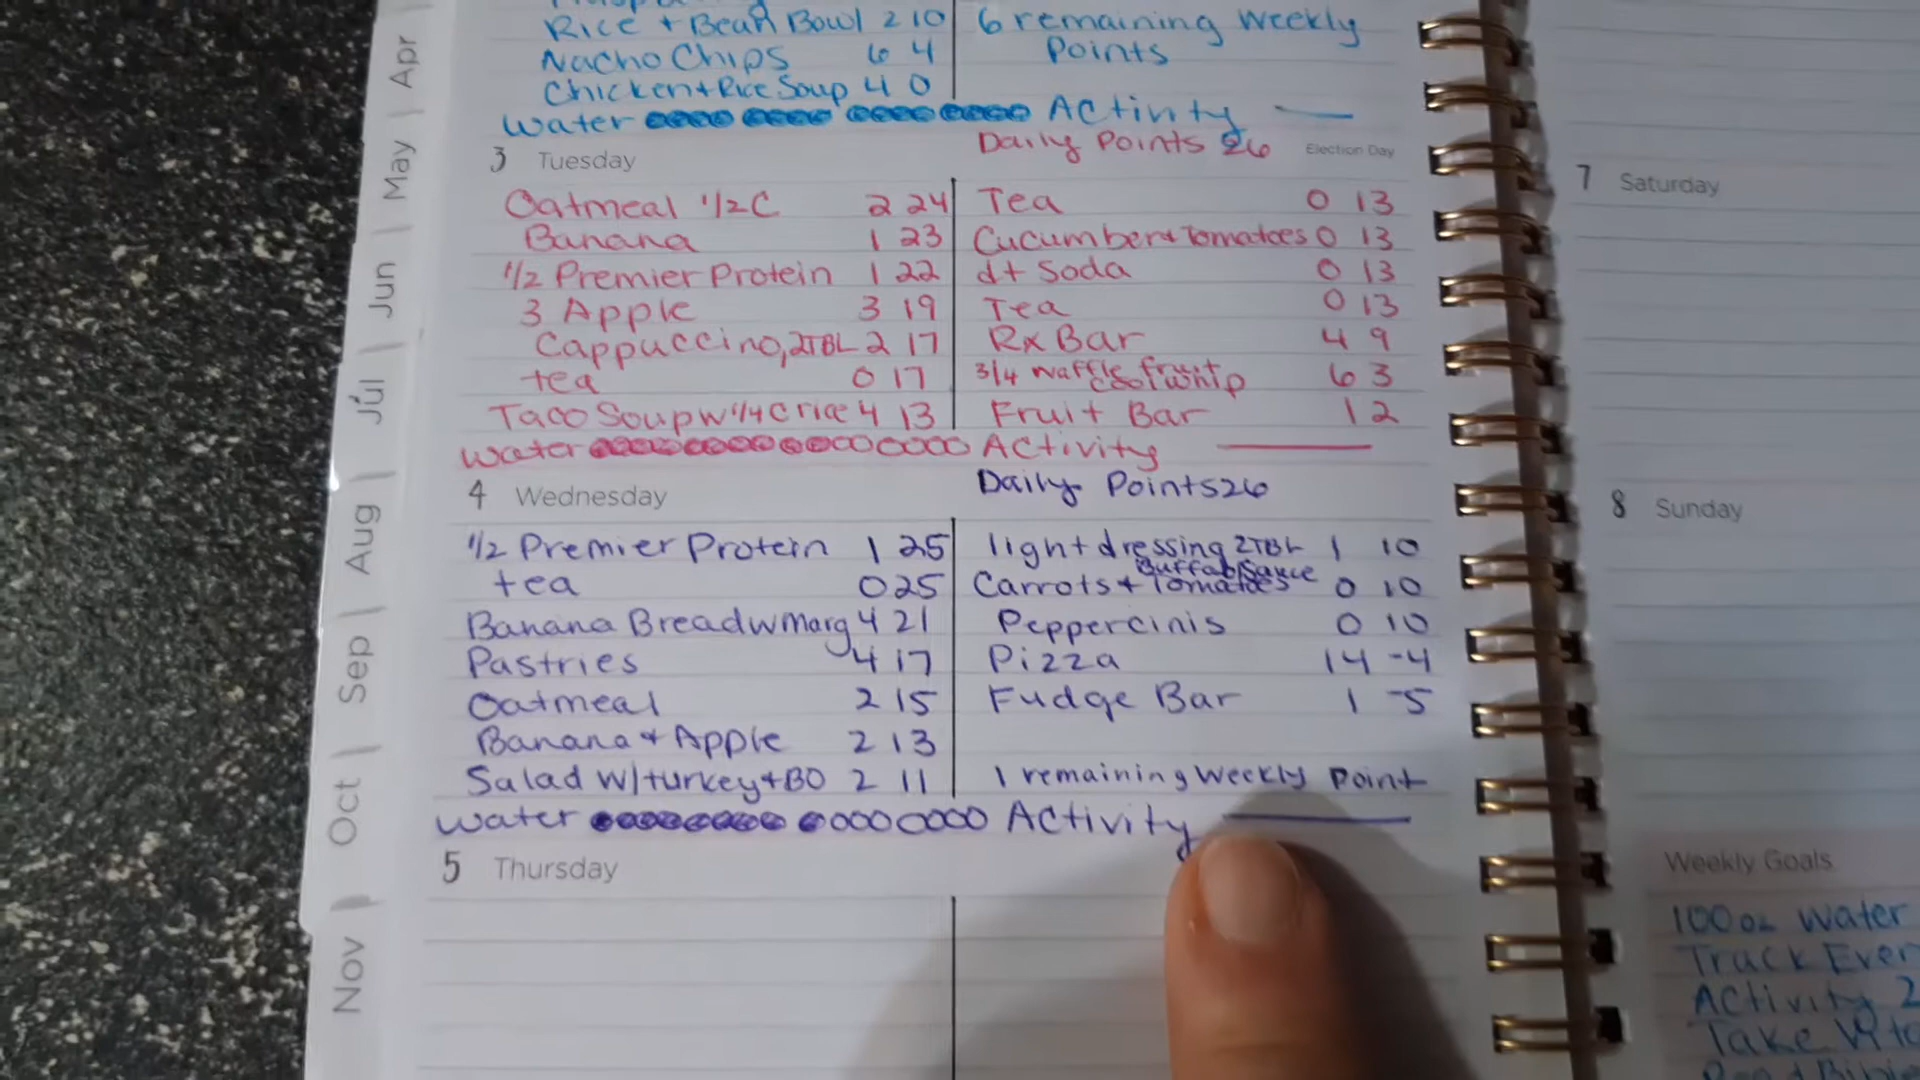 Rice + Bean Bowl 2 10
Nacho Chips 6 4
Chicken + Rice Soup 4 0
6 remaining Weekly
Points
Water Activity
3 Tuesday
Daily Points 26
Election Day
Oatmeal 1/2 C 2 24
Banana 1 23
1/2 Premier Protein 1 22
3 Apple 3 19
Cappuccino, 2TBL 2 17
tea 0 17
Taco Soup w 1/4 C rice 4 13
Tea 0 13
Cucumber + Tomatoes 0 13
dt Soda 0 13
Tea 0 13
Rx Bar 4 9
3/4 waffle fruit 6 3
Fruit Bar 1 2
Water Activity
4 Wednesday
Daily Points 26
1/2 Premier Protein 1 25
tea 0 25
Banana Bread w marg 4 21
Pastries 4 17
Oatmeal 2 15
Banana + Apple 2 13
Salad w/turkey + BO 2 11
light dressing 2TBL 1 10
Buffalo Sauce
Carrots + Tomatoes 0 10
Peppercinis 0 10
Pizza 14 -4
Fudge Bar 1 -5
1 remaining Weekly Point
Water Activity
5 Thursday
7 Saturday
8 Sunday
Weekly Goals
100 oz Water
Track Ever
Activity 2
Take
Apr
May
Jun
Jul
Aug
Sep
Oct
Nov